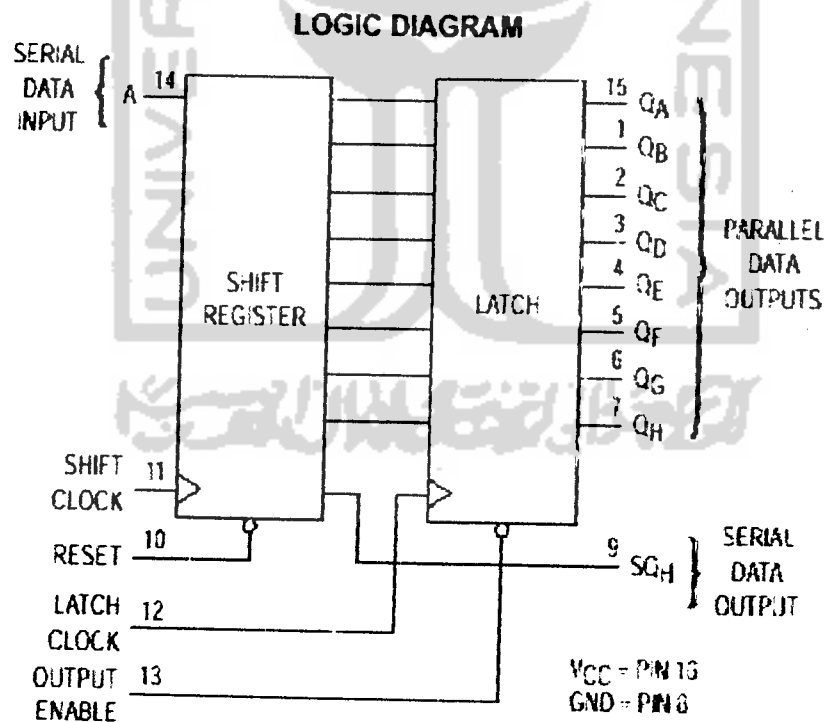 LOGIC DIAGRAM
SERIAL
DATA
INPUT
A
14
SHIFT
REGISTER
LATCH
15 QA
1 QB
2 QC
3 QD
4 QE
5 QF
6 QG
7 QH
PARALLEL
DATA
OUTPUTS
SHIFT
CLOCK
11
RESET
10
LATCH
CLOCK
12
OUTPUT
ENABLE
13
9 SQH
SERIAL
DATA
OUTPUT
VCC = PIN 16
GND = PIN 8
UNIVER
NESIA